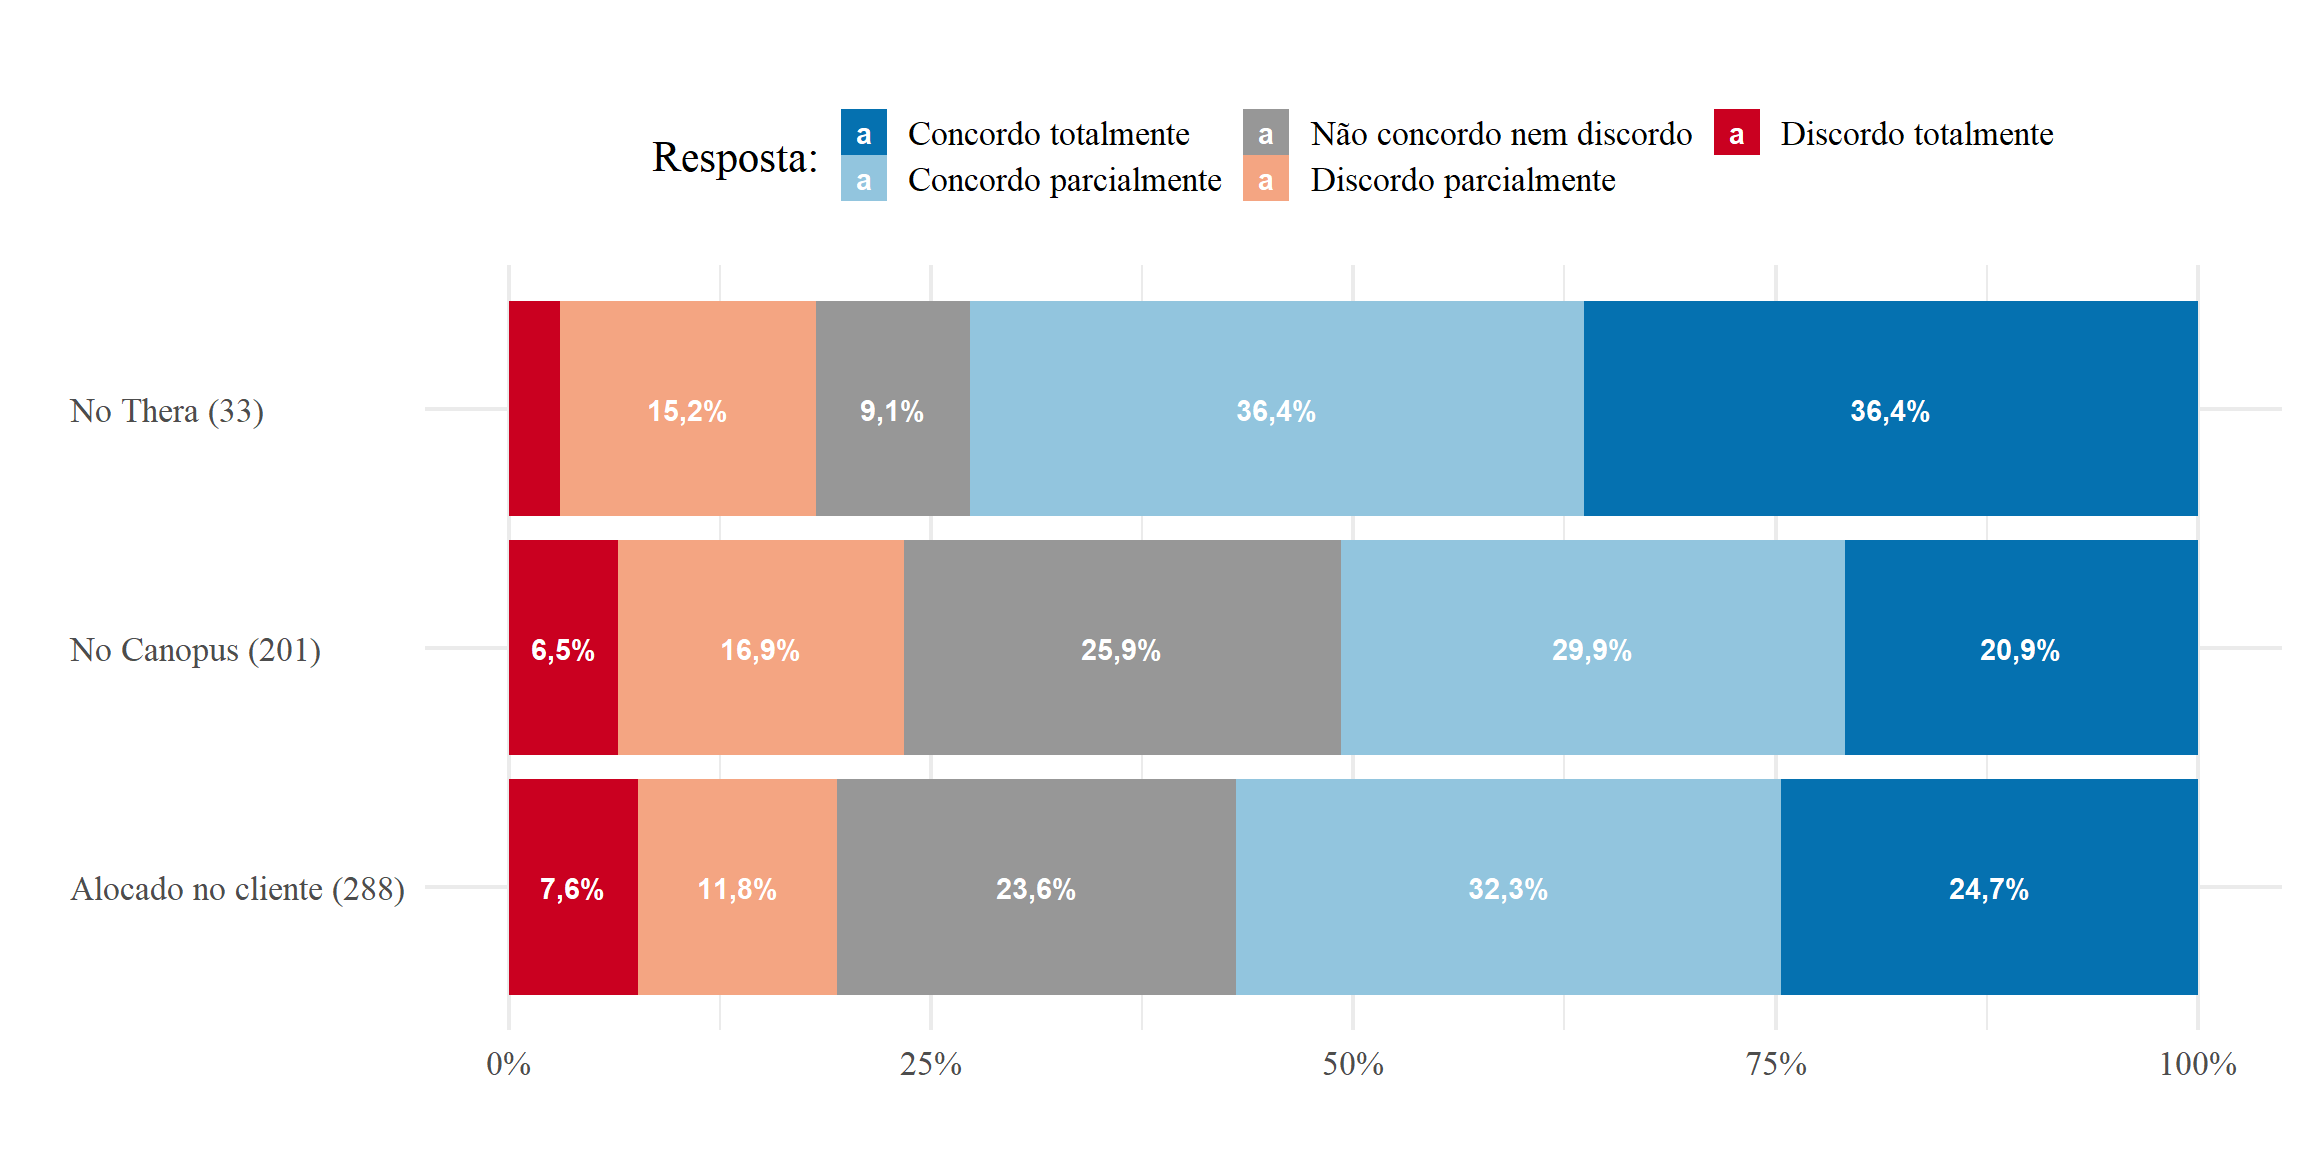 Resposta:
a Concordo totalmente
a Não concordo nem discordo
a Discordo totalmente
a Concordo parcialmente
a Discordo parcialmente
No Thera (33)
15,2% 9,1% 36,4% 36,4%
No Canopus (201)
6,5% 16,9% 25,9% 29,9% 20,9%
Alocado no cliente (288)
7,6% 11,8% 23,6% 32,3% 24,7%
0% 25% 50% 75% 100%